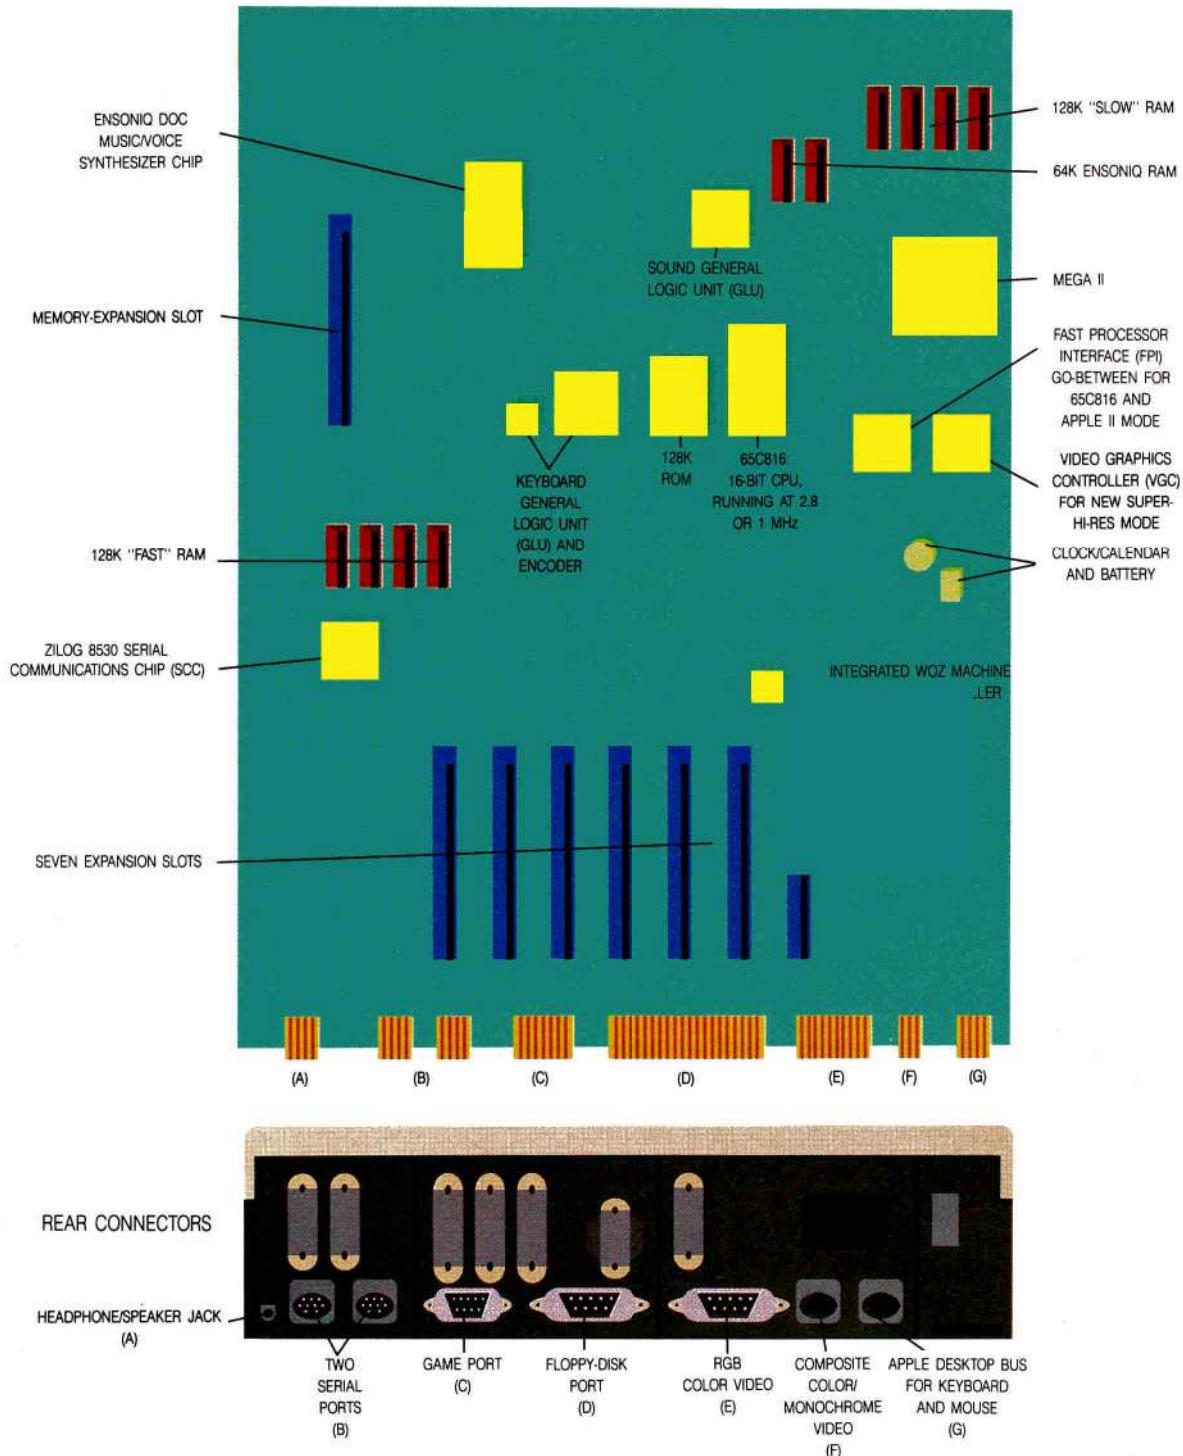 128K "SLOW" RAM
ENSONIQ DOC
MUSIC/VOICE
SYNTHESIZER CHIP
64K ENSONIQ RAM
SOUND GENERAL
LOGIC UNIT (GLU)
MEGA II
MEMORY-EXPANSION SLOT
FAST PROCESSOR
INTERFACE (FPI)
GO-BETWEEN FOR
65C816 AND
APPLE II MODE
KEYBOARD
GENERAL
LOGIC UNIT
(GLU) AND
ENCODER
128K
ROM
65C816:
16-BIT CPU,
RUNNING AT 2.8
OR 1 MHz
VIDEO GRAPHICS
CONTROLLER (VGC)
FOR NEW SUPER-
HI-RES MODE
128K "FAST" RAM
CLOCK/CALENDAR
AND BATTERY
ZILOG 8530 SERIAL
COMMUNICATIONS CHIP (SCC)
INTEGRATED WOZ MACHINE
.LER
SEVEN EXPANSION SLOTS
(A)
(B)
(C)
(D)
(E)
(F)
(G)
REAR CONNECTORS
HEADPHONE/SPEAKER JACK
(A)
TWO
SERIAL
PORTS
(B)
GAME PORT
(C)
FLOPPY-DISK
PORT
(D)
RGB
COLOR VIDEO
(E)
COMPOSITE
COLOR/
MONOCHROME
VIDEO
(F)
APPLE DESKTOP BUS
FOR KEYBOARD
AND MOUSE
(G)